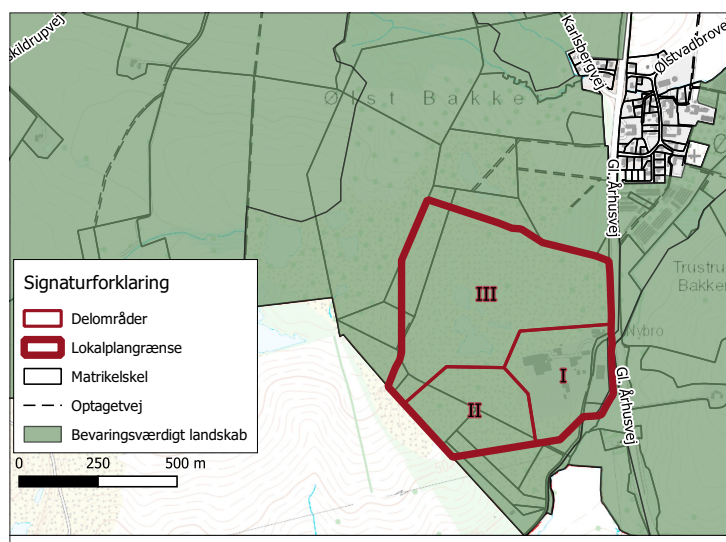 skildrupvej
Karlsbergvej
Ølstvadbrovej
Ølst Bakker
Gl. Århusvej
Trustrup
Bakker
III
Nybro
I
II
Gl. Århusvej
Signaturforklaring
Delområder
Lokalplangrænse
Matrikelskel
Optagetvej
Bevaringsværdigt landskab
0 250 500 m